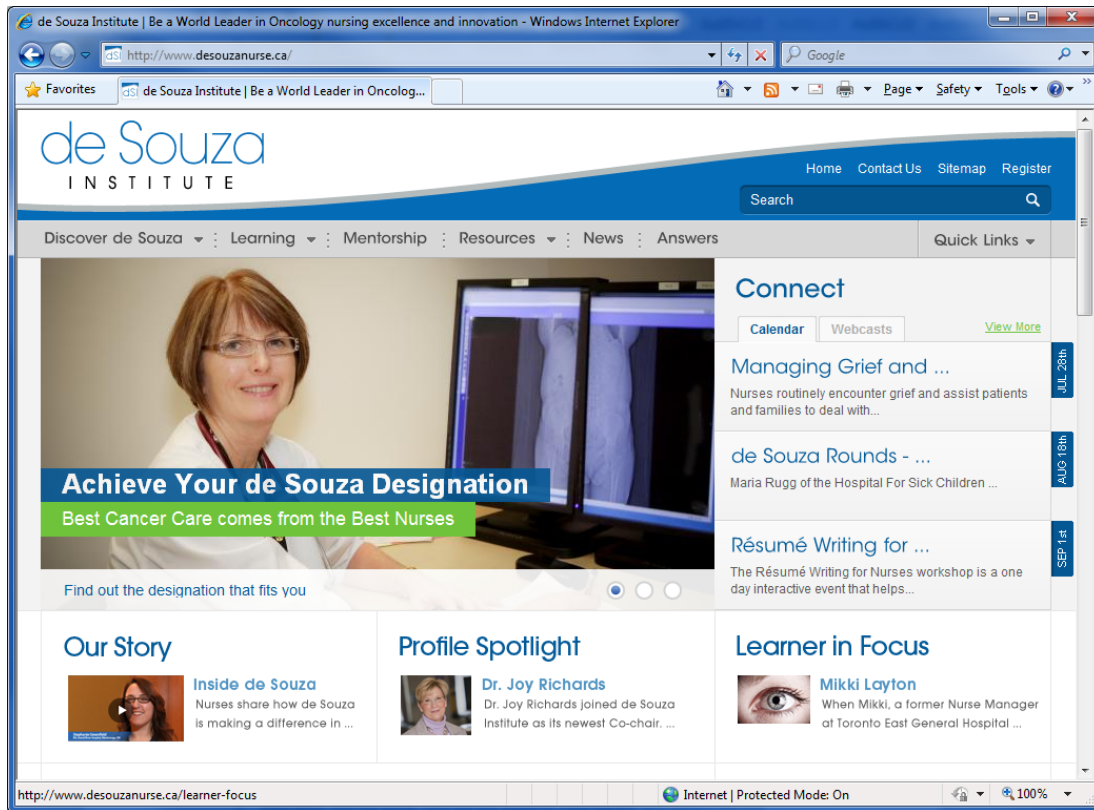 de Souza Institute | Be a World Leader in Oncology nursing excellence and innovation - Windows Internet Explorer
dSI http://www.desouzanurse.ca/
Google
Favorites
dSI de Souza Institute | Be a World Leader in Oncolog...
Page Safety Tools
de Souza
INSTITUTE
Home Contact Us Sitemap Register
Search
Discover de Souza Learning Mentorship Resources News Answers
Quick Links
Achieve Your de Souza Designation
Best Cancer Care comes from the Best Nurses
Find out the designation that fits you
Connect
Calendar Webcasts View More
Managing Grief and ...
JUL 28th
Nurses routinely encounter grief and assist patients
and families to deal with...
de Souza Rounds - ...
AUG 18th
Maria Rugg of the Hospital For Sick Children ...
Résumé Writing for ...
SEP 1st
The Résumé Writing for Nurses workshop is a one
day interactive event that helps...
Our Story
Inside de Souza
Nurses share how de Souza
is making a difference in ...
Profile Spotlight
Dr. Joy Richards
Dr. Joy Richards joined de Souza
Institute as its newest Co-chair. ...
Learner in Focus
Mikki Layton
When Mikki, a former Nurse Manager
at Toronto East General Hospital ...
http://www.desouzanurse.ca/learner-focus
Internet | Protected Mode: On
100%